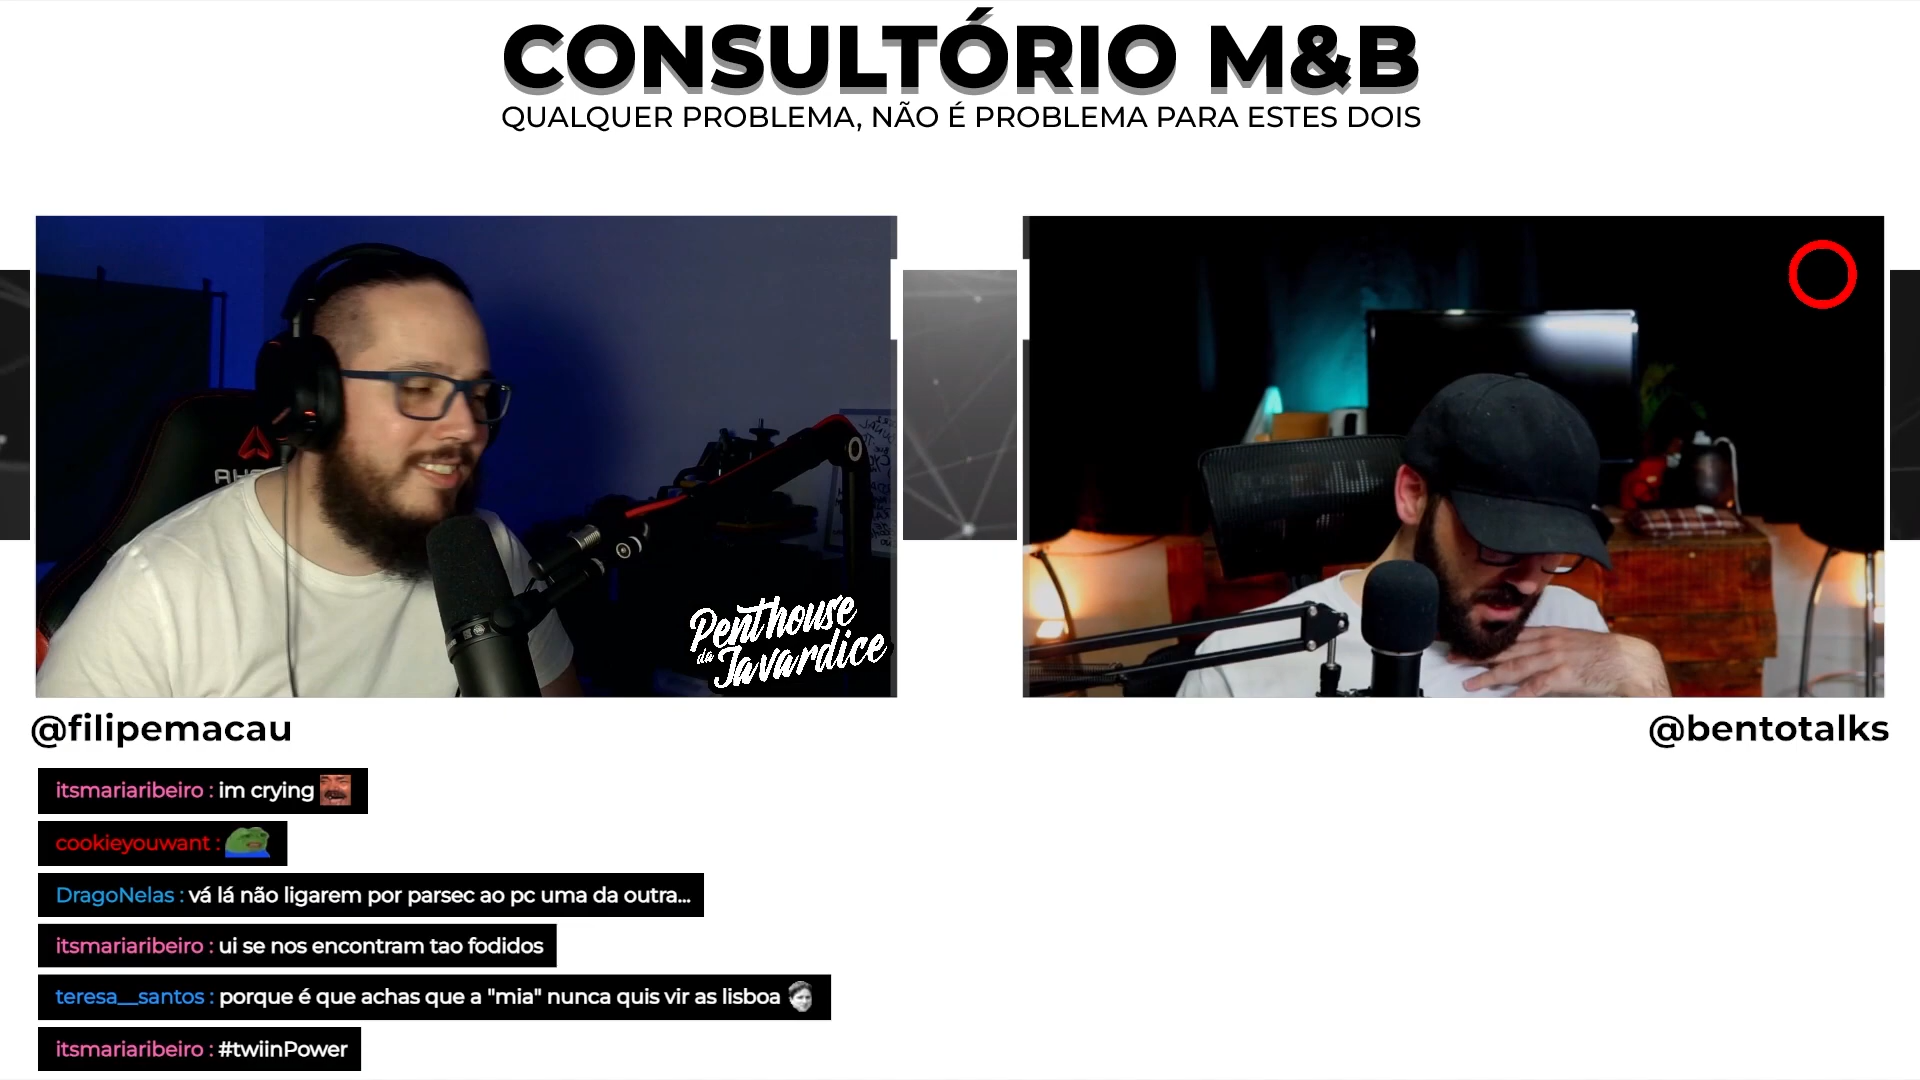 CONSULTÓRIO M&B
QUALQUER PROBLEMA, NÃO É PROBLEMA PARA ESTES DOIS
Penthouse
da Javardice
@filipemacau
@bentotalks
itsmariaribeiro : im crying
cookieyouwant :
DragoNelas : vá lá não ligarem por parsec ao pc uma da outra...
itsmariaribeiro : ui se nos encontram tao fodidos
teresa__santos : porque é que achas que a "mia" nunca quis vir as lisboa
itsmariaribeiro : #twiinPower